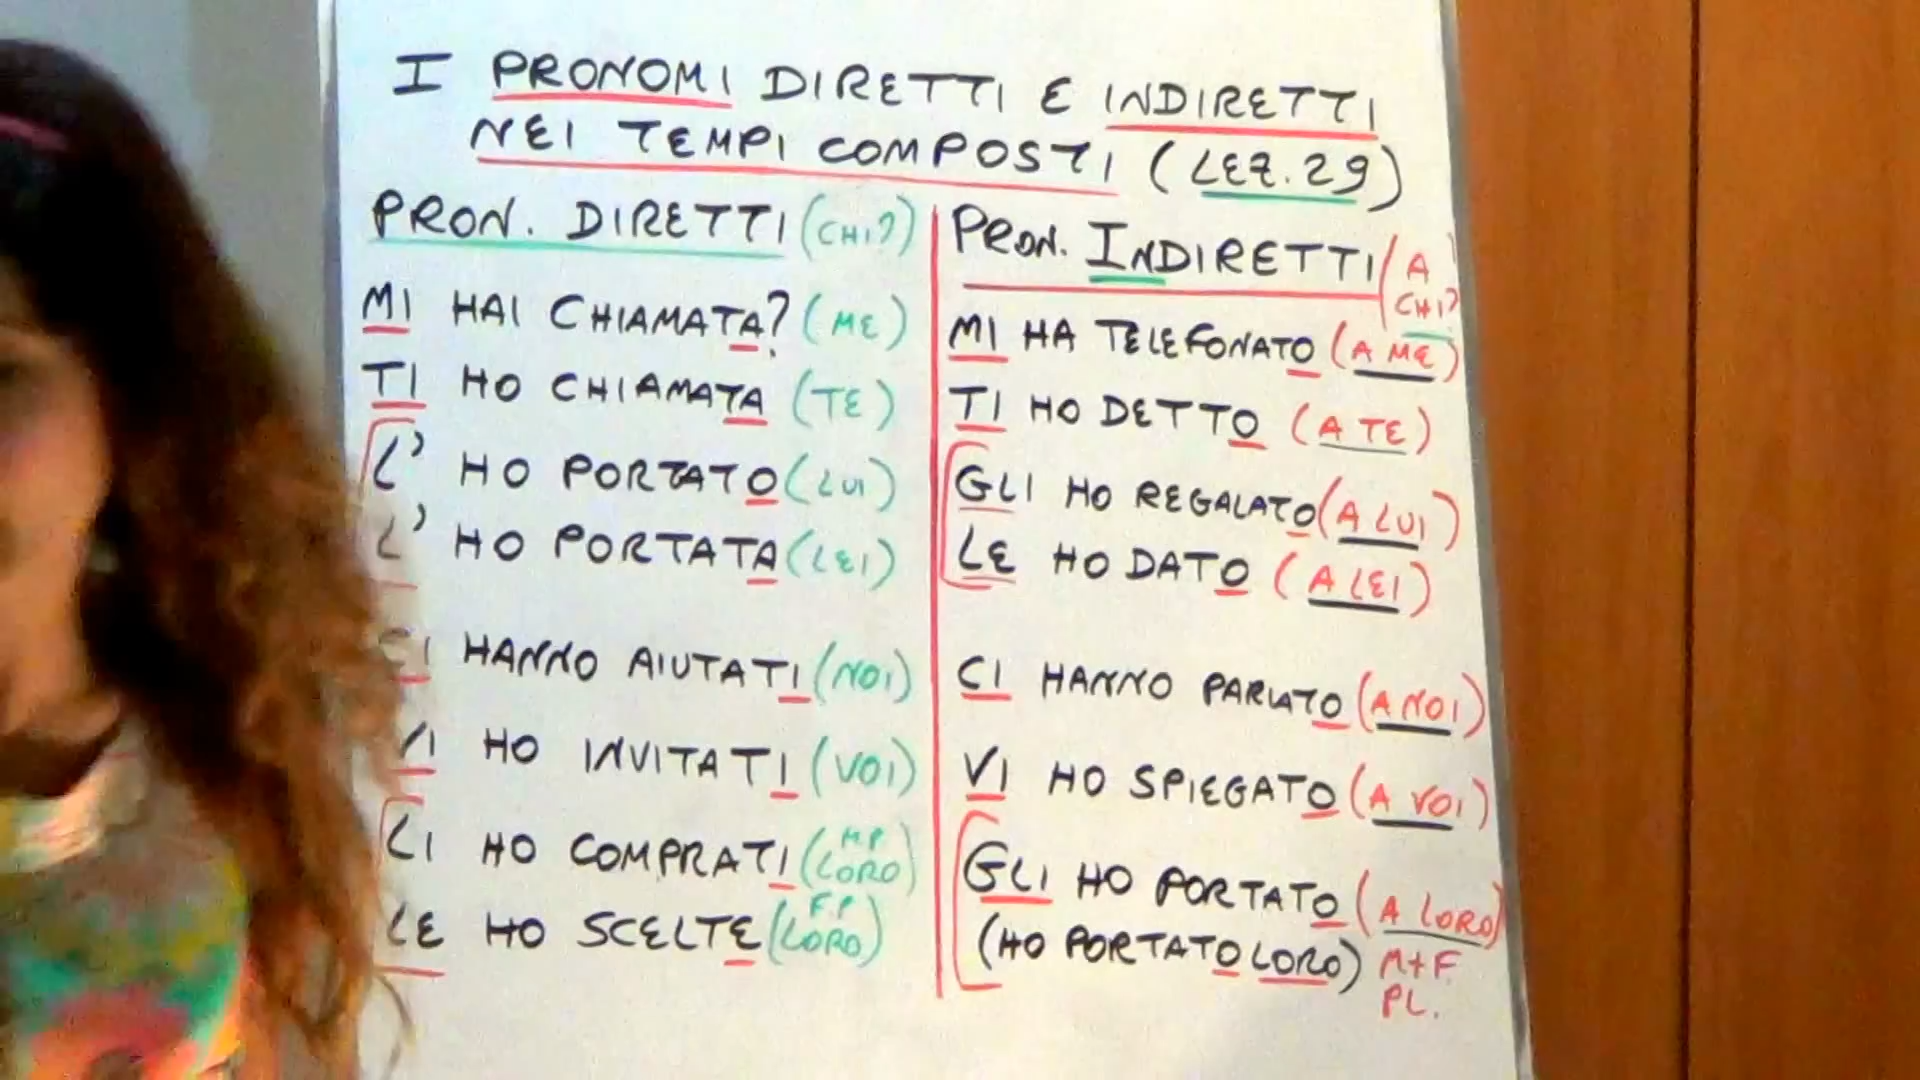 I PRONOMI DIRETTI E INDIRETTI
NEI TEMPI COMPOSTI (LEZ. 29)
PRON. DIRETTI (CHI?)
MI HAI CHIAMATA? (ME)
TI HO CHIAMATA (TE)
L' HO PORTATO (LUI)
L' HO PORTATA (LEI)
CI HANNO AIUTATI (NOI)
VI HO INVITATI (VOI)
LI HO COMPRATI (M.P LORO)
LE HO SCELTE (F.P LORO)
PRON. INDIRETTI (A CHI?)
MI HA TELEFONATO (A ME)
TI HO DETTO (A TE)
GLI HO REGALATO (A LUI)
LE HO DATO (A LEI)
CI HANNO PARLATO (A NOI)
VI HO SPIEGATO (A VOI)
GLI HO PORTATO (A LORO)
(HO PORTATO LORO) M+F
PL.